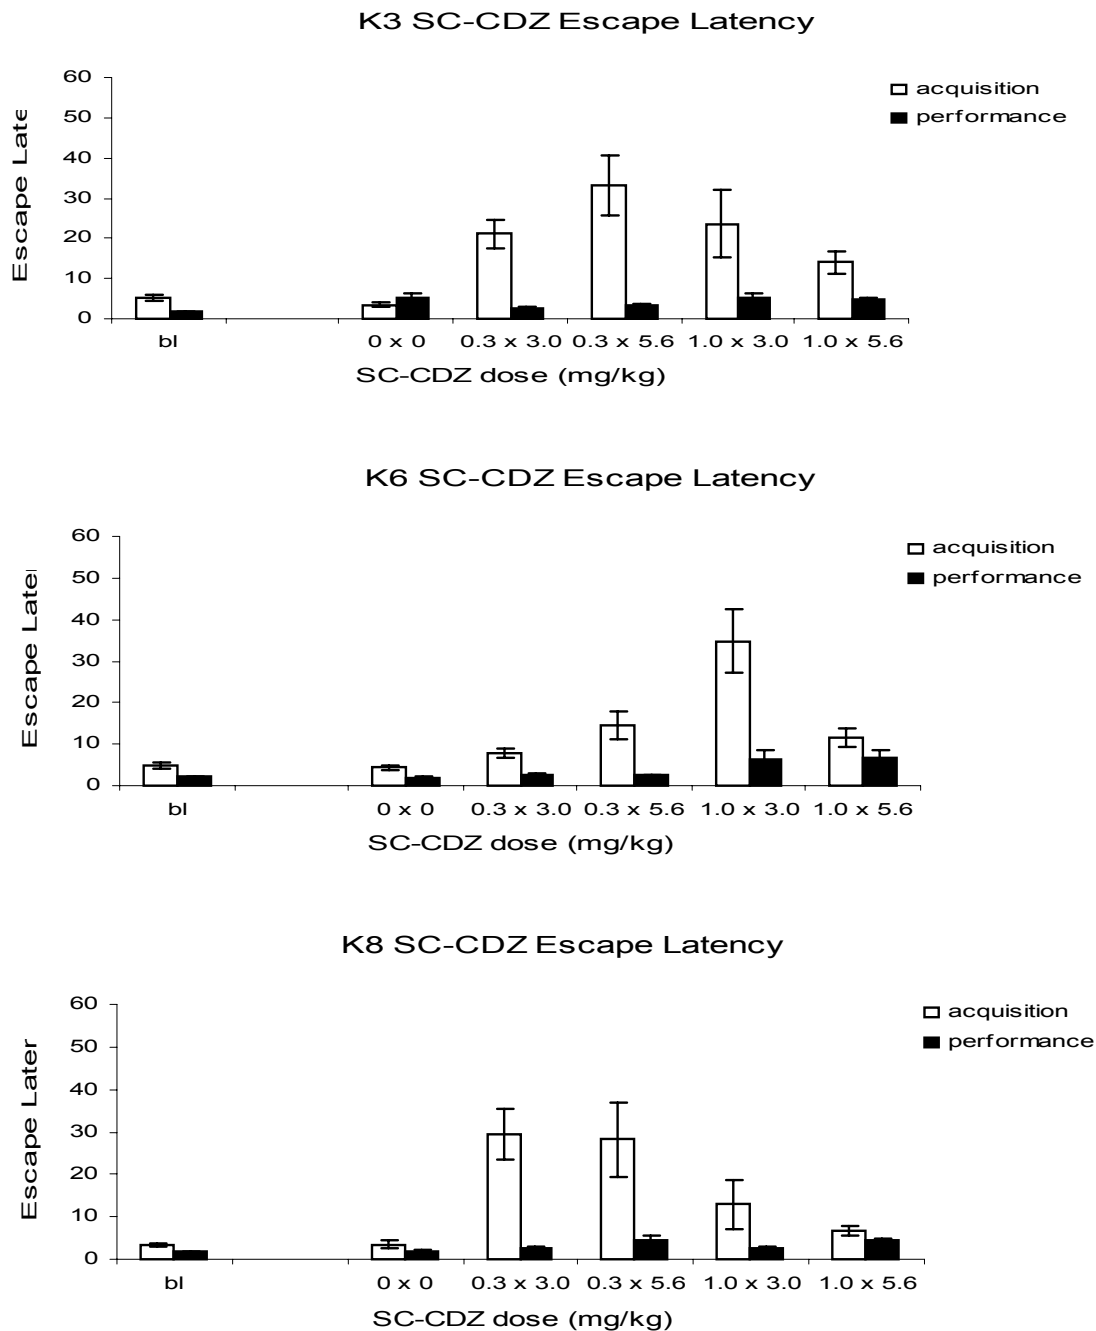 K3 SC-CDZ Escape Latency
60
50
40
30
20
10
0
Escape Late
acquisition
performance
bl 0 x 0 0.3 x 3.0 0.3 x 5.6 1.0 x 3.0 1.0 x 5.6
SC-CDZ dose (mg/kg)
K6 SC-CDZ Escape Latency
60
50
40
30
20
10
0
Escape Late
acquisition
performance
bl 0 x 0 0.3 x 3.0 0.3 x 5.6 1.0 x 3.0 1.0 x 5.6
SC-CDZ dose (mg/kg)
K8 SC-CDZ Escape Latency
60
50
40
30
20
10
0
Escape Later
acquisition
performance
bl 0 x 0 0.3 x 3.0 0.3 x 5.6 1.0 x 3.0 1.0 x 5.6
SC-CDZ dose (mg/kg)